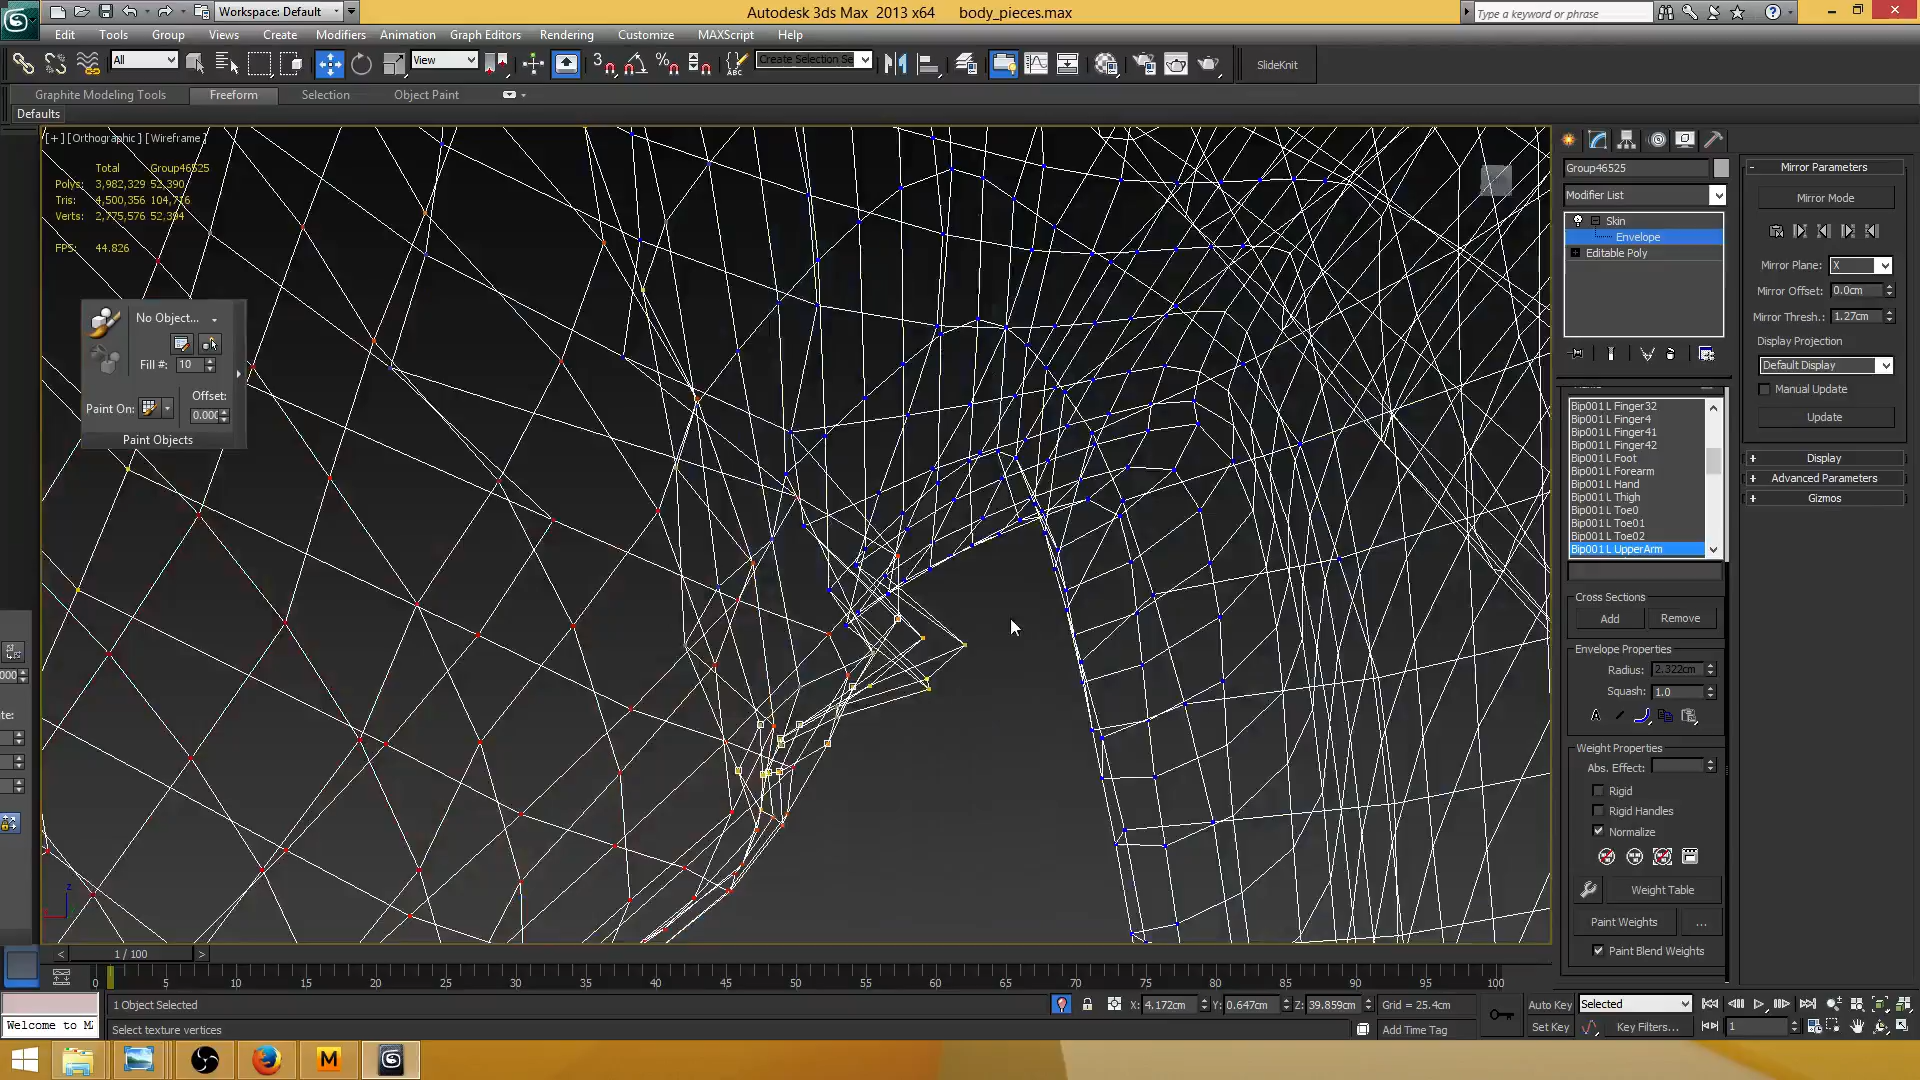 Workspace: Default
Autodesk 3ds Max 2013 x64 body_pieces.max
Type a keyword or phrase
Edit Tools Group Views Create Modifiers Animation Graph Editors Rendering Customize MAXScript Help
All
View
Create Selection Se
SlideKnit
Graphite Modeling Tools Freeform Selection Object Paint
Defaults
[+] [Orthographic] [Wireframe]
Total Group46525
Polys: 3,982,329 52,390
Tris: 4,500,356 104,716
Verts: 2,775,576 52,394
FPS: 44.826
No Object...
Fill #: 10
Offset:
Paint On: 0.000
Paint Objects
Group46525
Modifier List
Skin
Envelope
Editable Poly
Bip001 L Finger32
Bip001 L Finger4
Bip001 L Finger41
Bip001 L Finger42
Bip001 L Foot
Bip001 L Forearm
Bip001 L Hand
Bip001 L Thigh
Bip001 L Toe0
Bip001 L Toe01
Bip001 L Toe02
Bip001 L UpperArm
Cross Sections
Add Remove
Envelope Properties
Radius: 2.322cm
Squash: 1.0
Weight Properties
Abs. Effect:
Rigid
Rigid Handles
Normalize
Weight Table
Paint Weights ...
Paint Blend Weights
Mirror Parameters
Mirror Mode
Mirror Plane: X
Mirror Offset: 0.0cm
Mirror Thresh.: 1.27cm
Display Projection
Default Display
Manual Update
Update
Display
Advanced Parameters
Gizmos
1 / 100
0 5 10 15 20 25 30 35 40 45 50 55 60 65 70 75 80 85 90 95 100
1 Object Selected
X: 4.172cm Y: 0.647cm Z: 39.859cm Grid = 25.4cm
Auto Key Selected
Welcome to M
Select texture vertices
Add Time Tag
Set Key Key Filters... 1